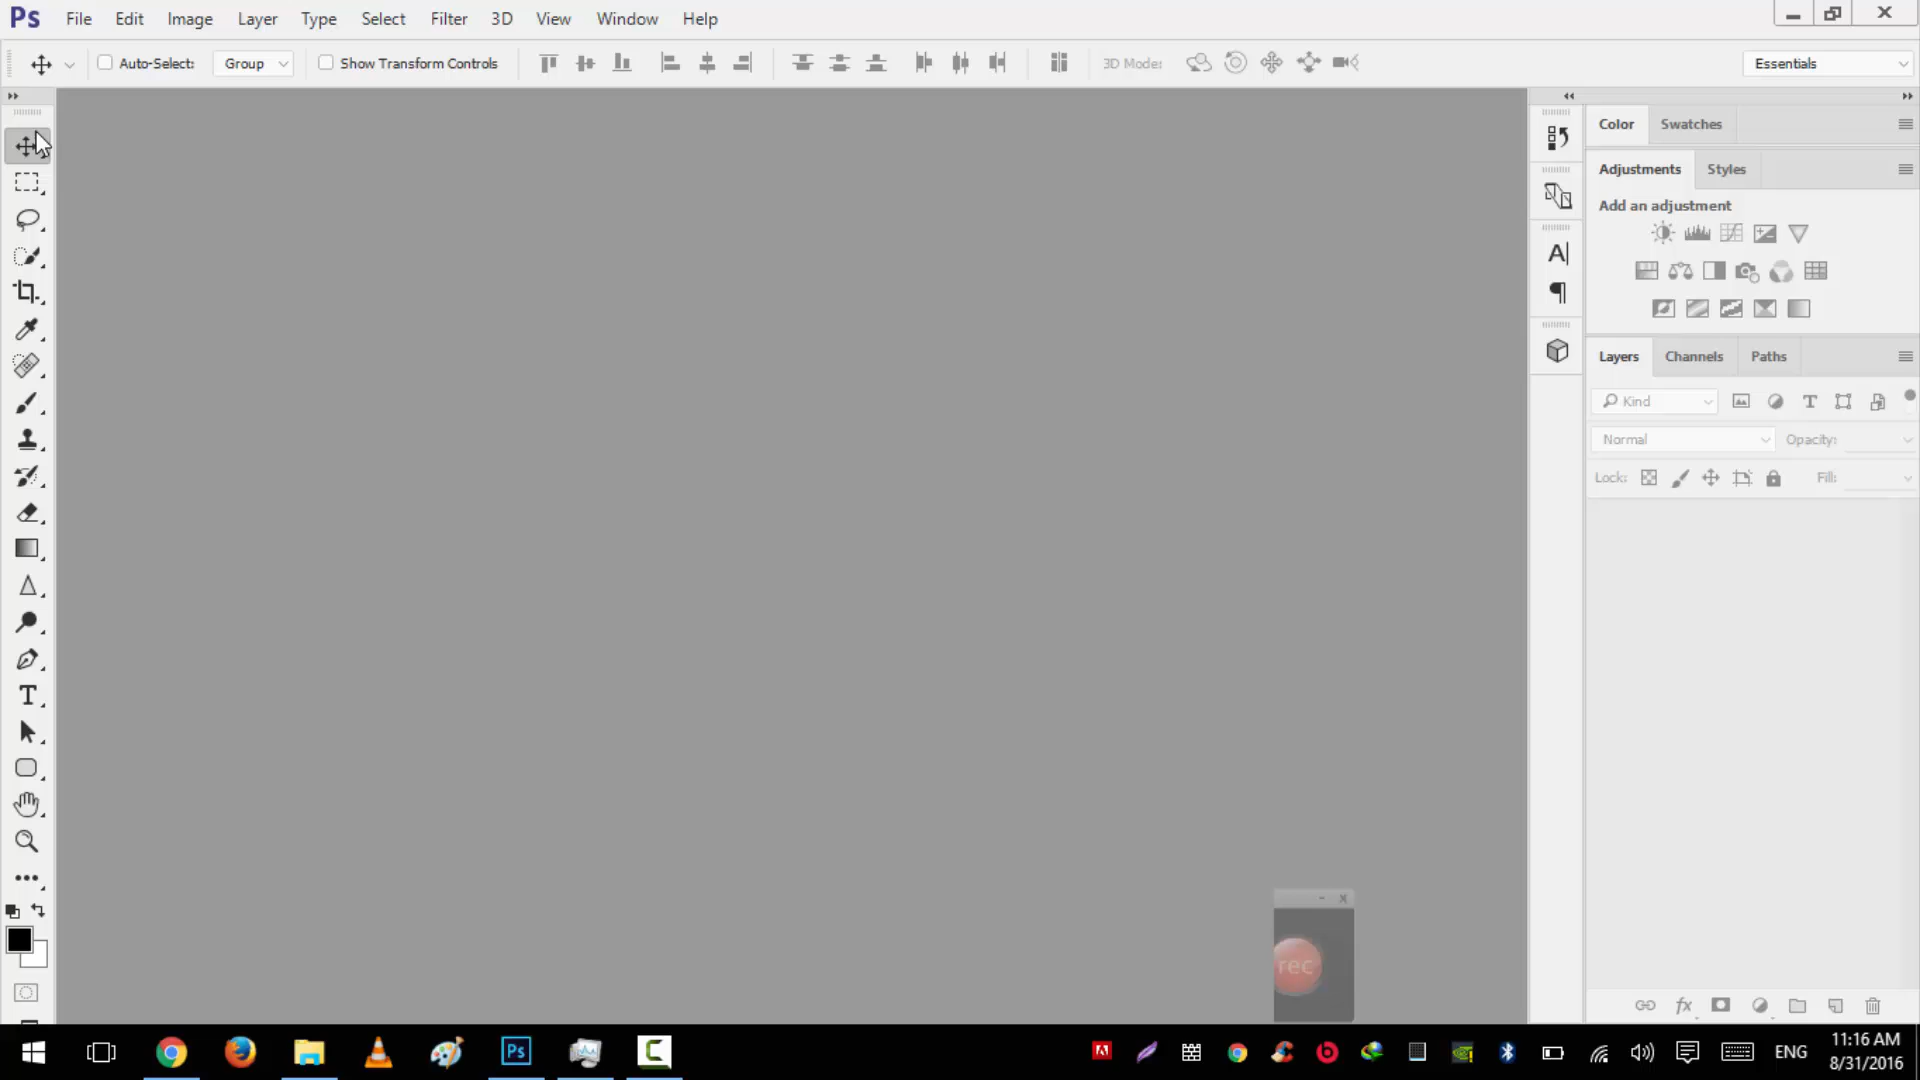 Ps File Edit Image Layer Type Select Filter 3D View Window Help
Auto-Select: Group Show Transform Controls 3D Mode: Essentials
Color Swatches
Adjustments Styles
Add an adjustment
Layers Channels Paths
Kind
Normal Opacity:
Lock: Fill:
rec
Ps ENG 11:16 AM
8/31/2016